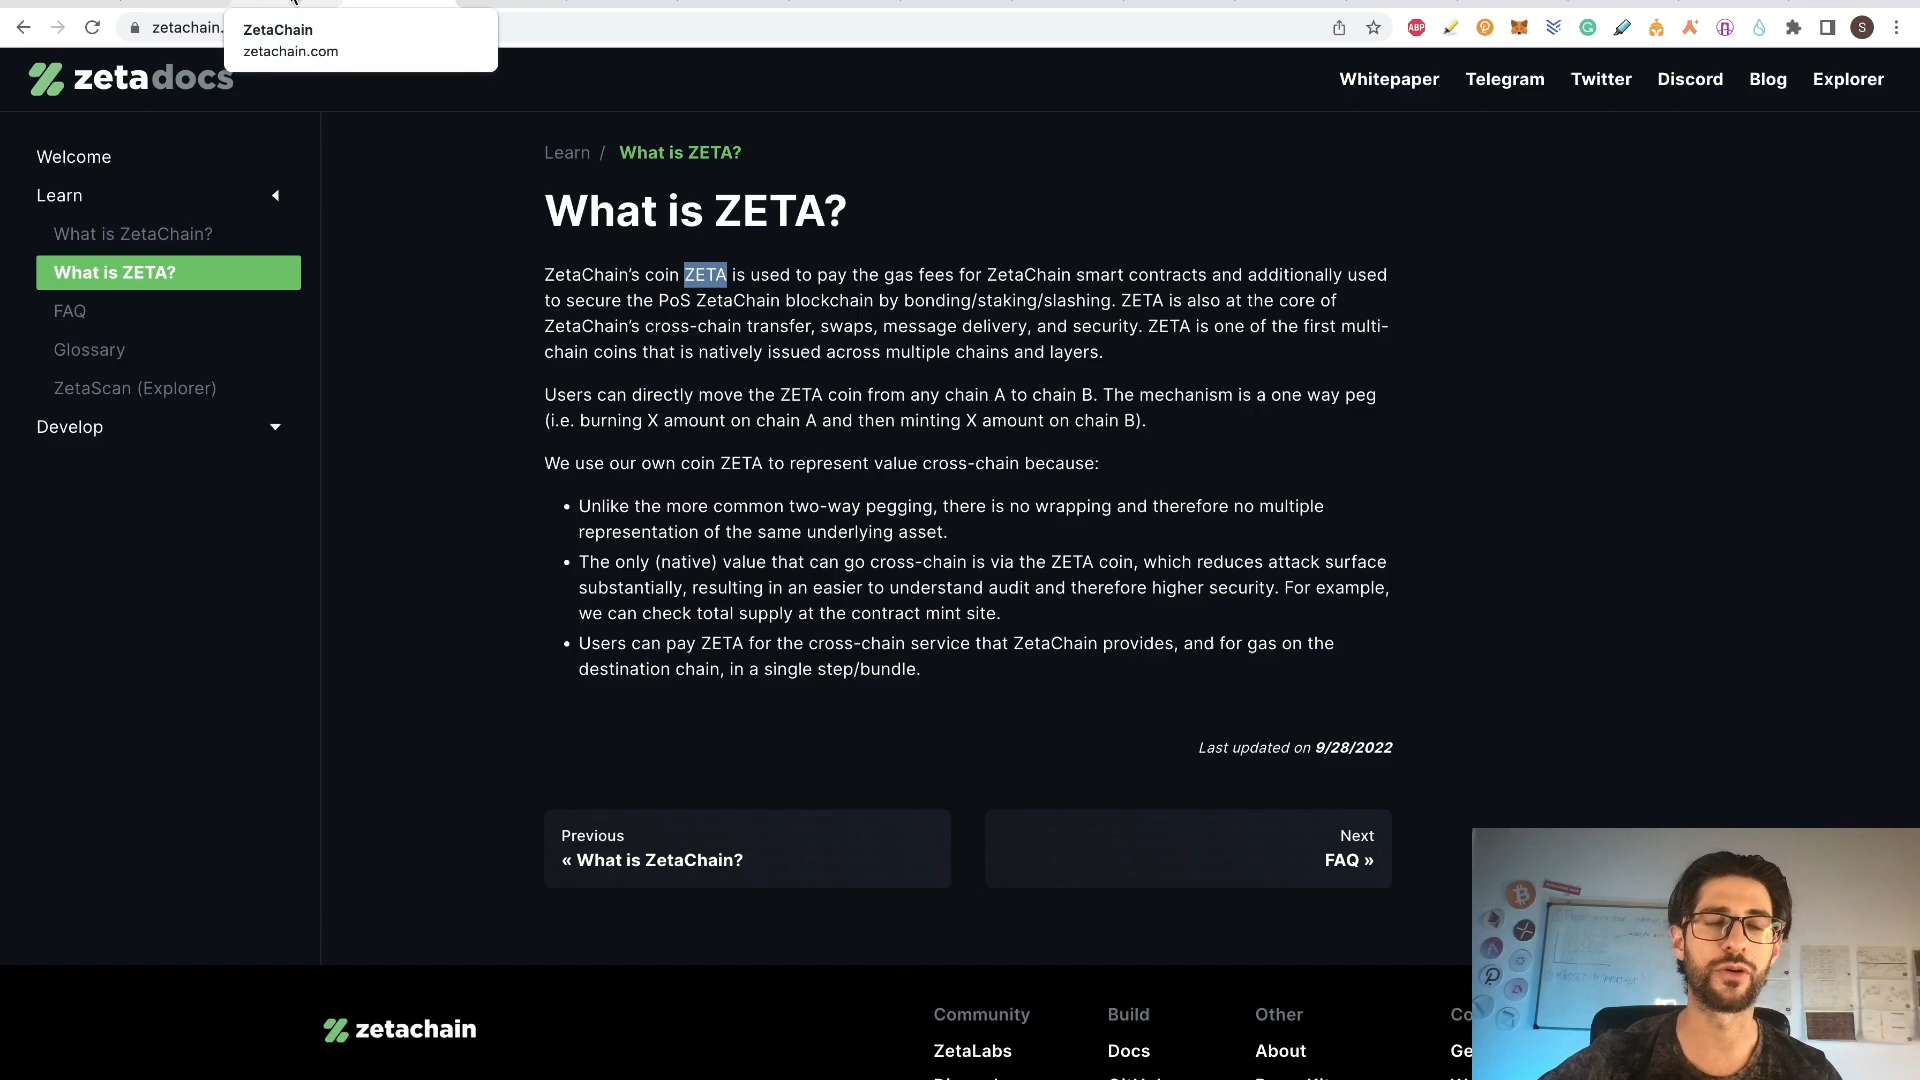 ZetaChain
zetachain.com
zetachain.
ABP
S
zetadocs
Whitepaper
Telegram
Twitter
Discord
Blog
Explorer
Welcome
Learn
What is ZetaChain?
What is ZETA?
FAQ
Glossary
ZetaScan (Explorer)
Develop
Learn / What is ZETA?
What is ZETA?
ZetaChain’s coin ZETA is used to pay the gas fees for ZetaChain smart contracts and additionally used
to secure the PoS ZetaChain blockchain by bonding/staking/slashing. ZETA is also at the core of
ZetaChain’s cross-chain transfer, swaps, message delivery, and security. ZETA is one of the first multi-
chain coins that is natively issued across multiple chains and layers.
Users can directly move the ZETA coin from any chain A to chain B. The mechanism is a one way peg
(i.e. burning X amount on chain A and then minting X amount on chain B).
We use our own coin ZETA to represent value cross-chain because:
• Unlike the more common two-way pegging, there is no wrapping and therefore no multiple
representation of the same underlying asset.
• The only (native) value that can go cross-chain is via the ZETA coin, which reduces attack surface
substantially, resulting in an easier to understand audit and therefore higher security. For example,
we can check total supply at the contract mint site.
• Users can pay ZETA for the cross-chain service that ZetaChain provides, and for gas on the
destination chain, in a single step/bundle.
Last updated on 9/28/2022
Previous
« What is ZetaChain?
Next
FAQ »
zetachain
Community
Build
Other
Co
ZetaLabs
Docs
About
Ge